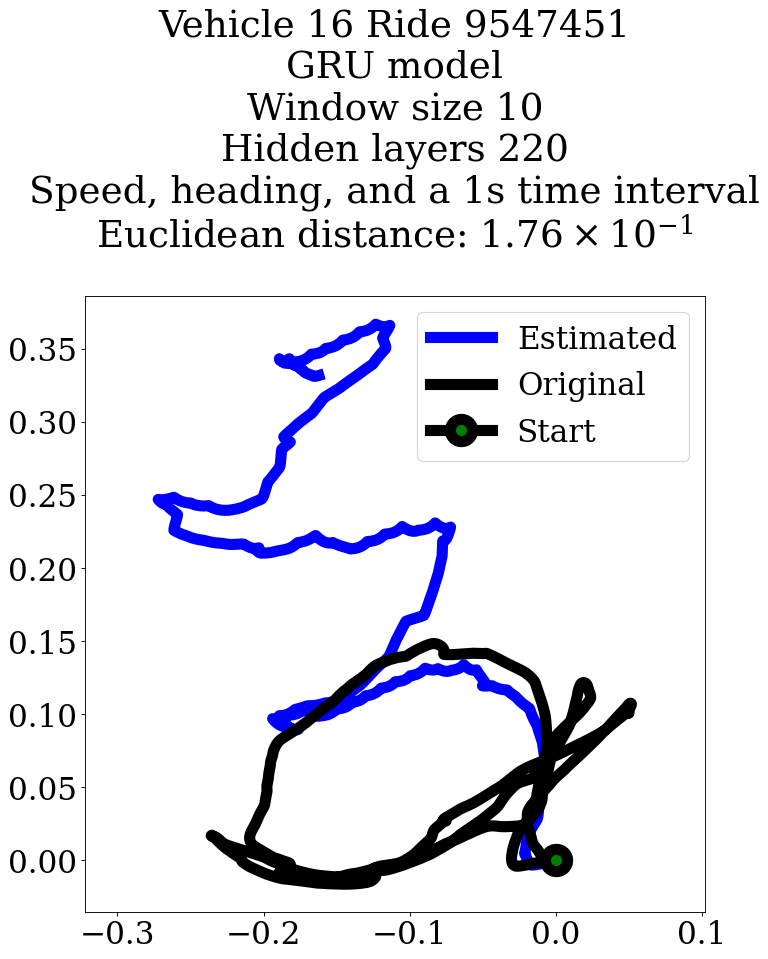 Vehicle 16 Ride 9547451
GRU model
Window size 10
Hidden layers 220
Speed, heading, and a 1s time interval
Euclidean distance: 1.76 × 10⁻¹
Estimated
Original
Start
0.35
0.30
0.25
0.20
0.15
0.10
0.05
0.00
−0.3 −0.2 −0.1 0.0 0.1